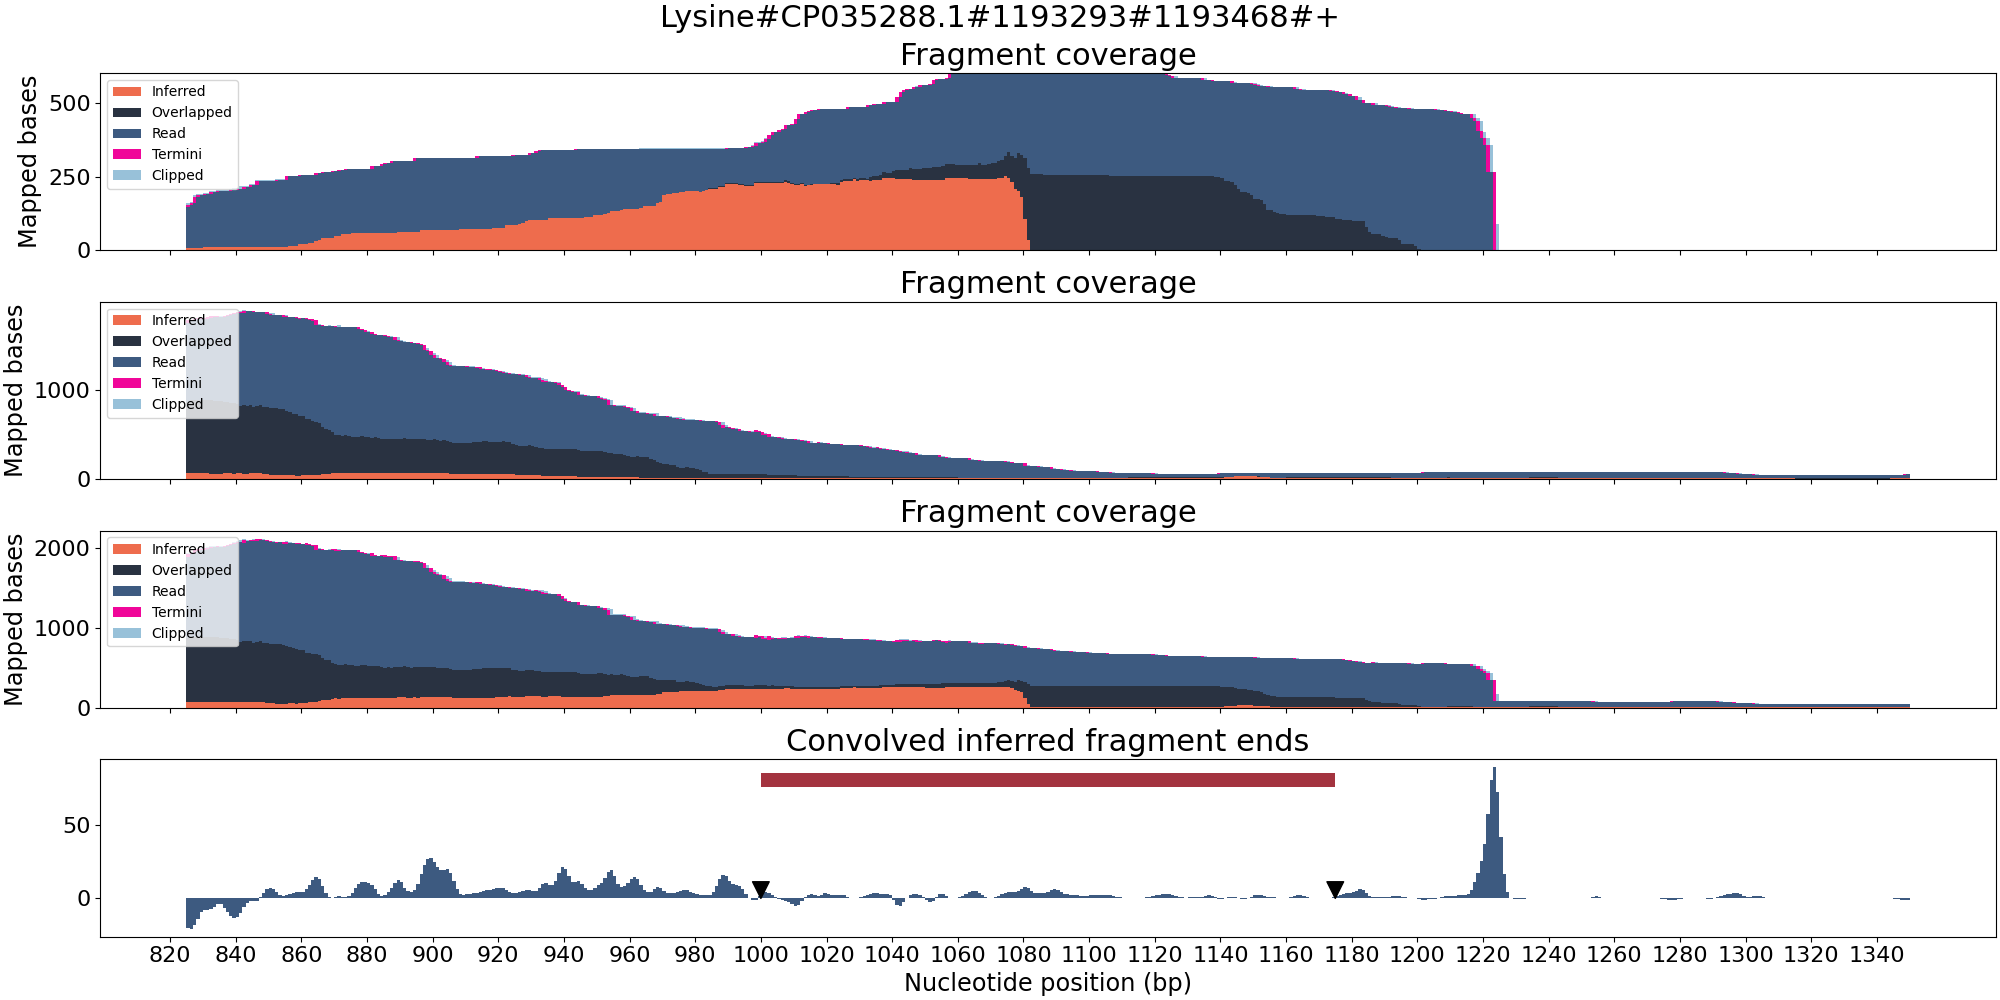 Lysine#CP035288.1#1193293#1193468#+
Fragment coverage
Mapped bases
500
250
0
Inferred
Overlapped
Read
Termini
Clipped
Fragment coverage
Mapped bases
1000
0
Inferred
Overlapped
Read
Termini
Clipped
Fragment coverage
Mapped bases
2000
1000
0
Inferred
Overlapped
Read
Termini
Clipped
Convolved inferred fragment ends
50
0
820 840 860 880 900 920 940 960 980 1000 1020 1040 1060 1080 1100 1120 1140 1160 1180 1200 1220 1240 1260 1280 1300 1320 1340
Nucleotide position (bp)